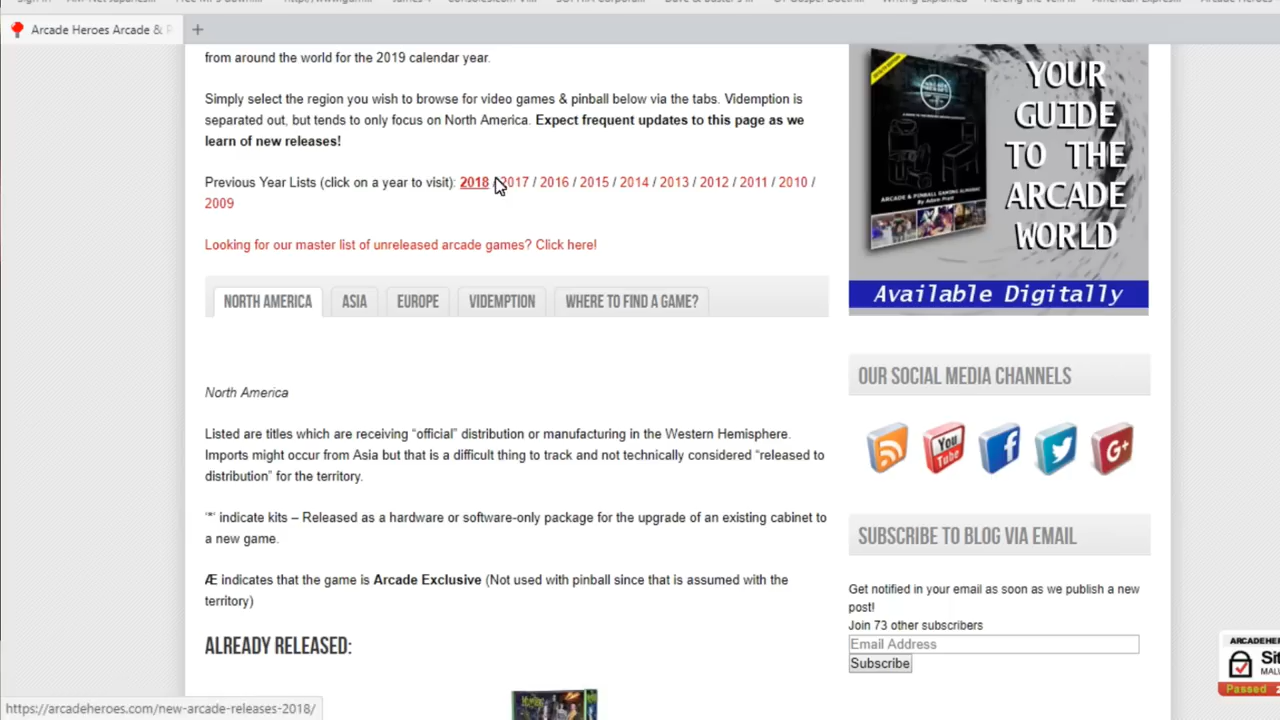 Arcade Heroes Arcade &
from around the world for the 2019 calendar year.
Simply select the region you wish to browse for video games & pinball below via the tabs. Videmption is
separated out, but tends to only focus on North America. Expect frequent updates to this page as we
learn of new releases!
Previous Year Lists (click on a year to visit): 2018 / 2017 / 2016 / 2015 / 2014 / 2013 / 2012 / 2011 / 2010 /
2009
Looking for our master list of unreleased arcade games? Click here!
NORTH AMERICA ASIA EUROPE VIDEMPTION WHERE TO FIND A GAME?
North America
Listed are titles which are receiving “official” distribution or manufacturing in the Western Hemisphere.
Imports might occur from Asia but that is a difficult thing to track and not technically considered “released to
distribution” for the territory.
‘*‘ indicate kits – Released as a hardware or software-only package for the upgrade of an existing cabinet to
a new game.
Æ indicates that the game is Arcade Exclusive (Not used with pinball since that is assumed with the
territory)
ALREADY RELEASED:
https://arcadeheroes.com/new-arcade-releases-2018/
YOUR
GUIDE
TO THE
ARCADE
WORLD
ARCADE & PINBALL GAMING ALMANAC
By Adam Pratt
Available Digitally
OUR SOCIAL MEDIA CHANNELS
You
Tube
f
G+
SUBSCRIBE TO BLOG VIA EMAIL
Get notified in your email as soon as we publish a new
post!
Join 73 other subscribers
Email Address
Subscribe
ARCADEHER
Passed